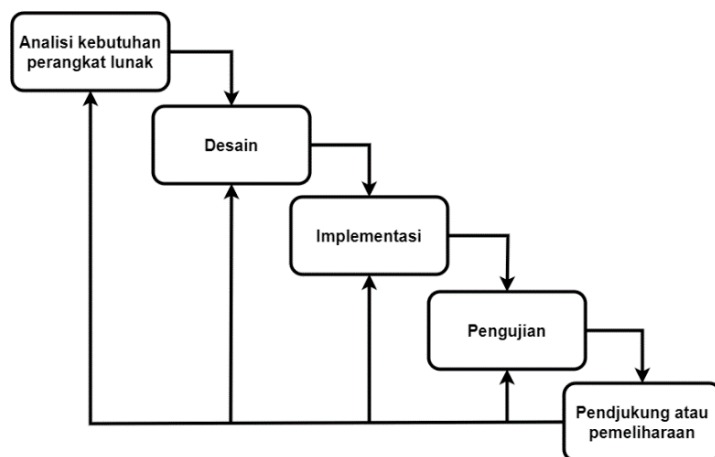 Analisi kebutuhan
perangkat lunak
Desain
Implementasi
Pengujian
Pendjukung atau
pemeliharaan